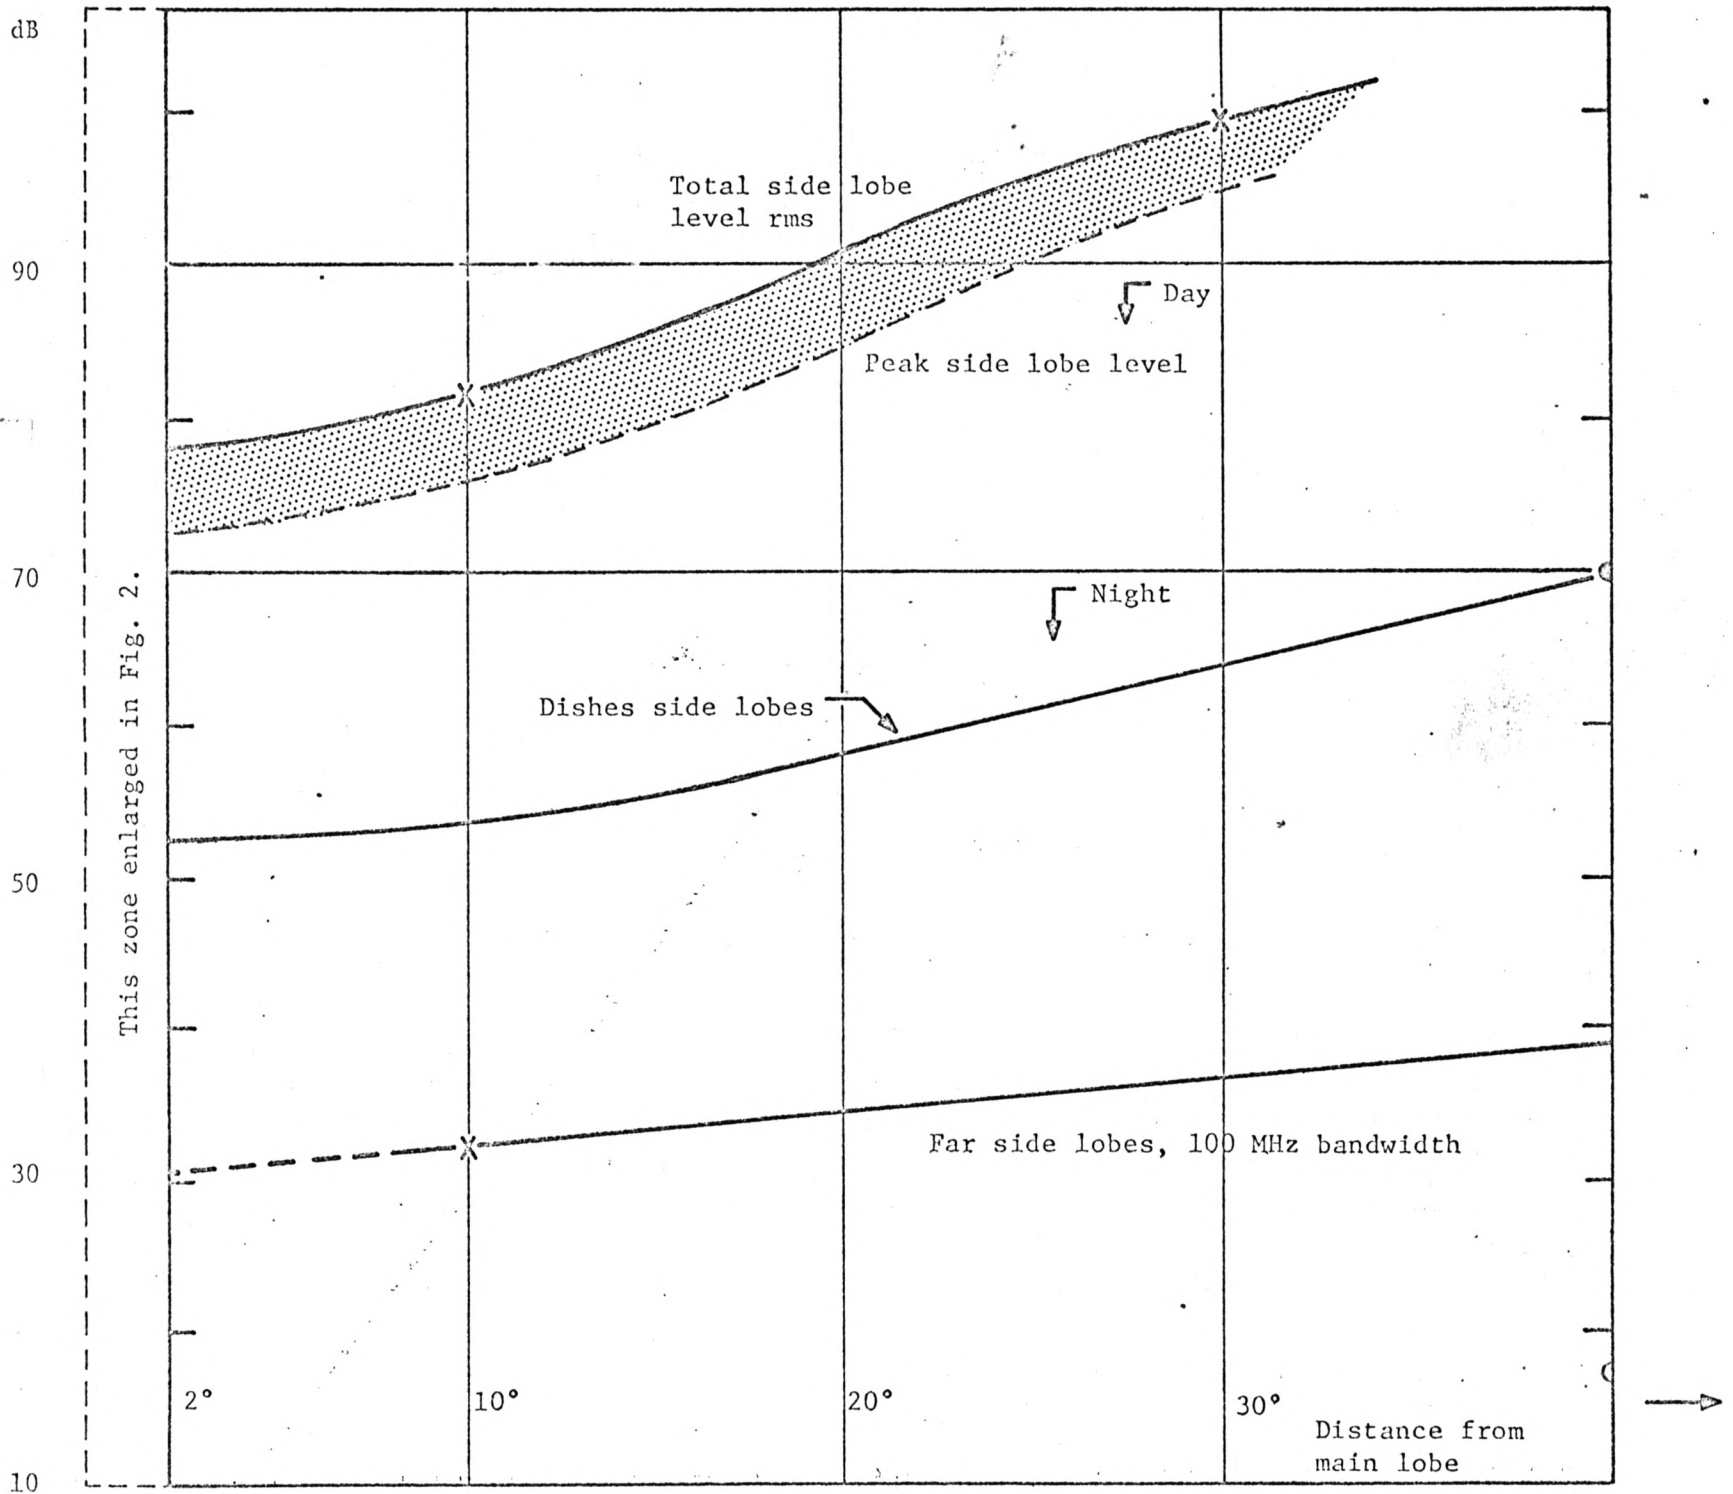 dB
Total side lobe
level rms
90
Day
Peak side lobe level
70
Night
This zone enlarged in Fig. 2.
Dishes side lobes
50
Far side lobes, 100 MHz bandwidth
30
2° 10° 20° 30°
Distance from
main lobe
10